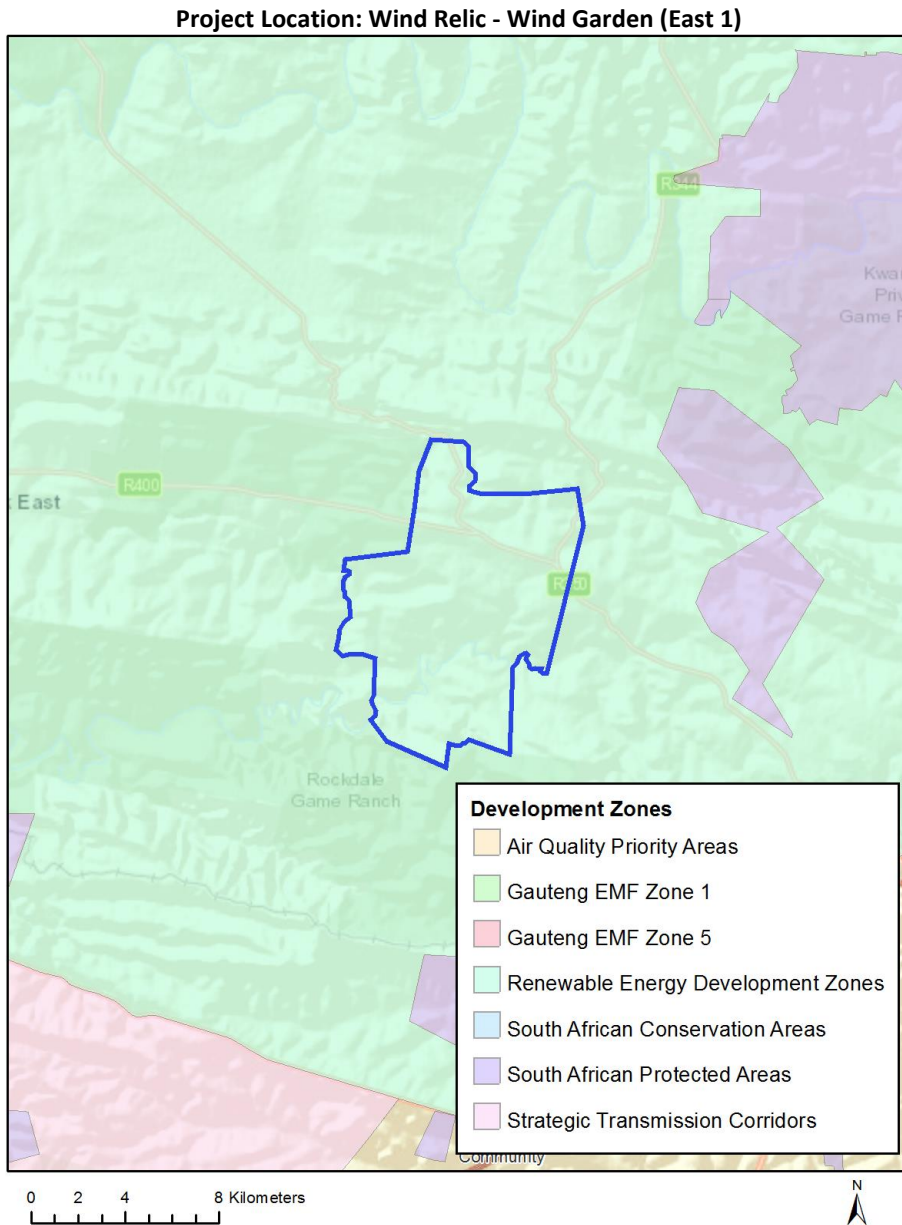 Project Location: Wind Relic - Wind Garden (East 1)
R344
Game
R400
East
R350
Rockdale
Game Ranch
Development Zones
Air Quality Priority Areas
Gauteng EMF Zone 1
Gauteng EMF Zone 5
Renewable Energy Development Zones
South African Conservation Areas
South African Protected Areas
Strategic Transmission Corridors
Community
0 2 4 8 Kilometers
N